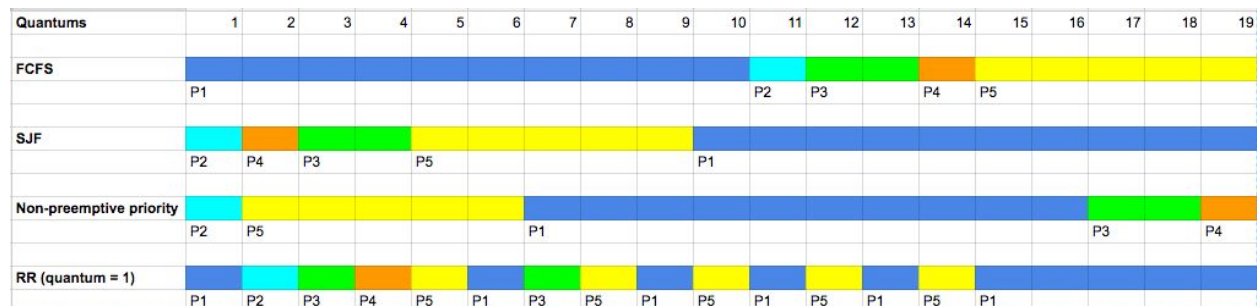 Quantums 1 2 3 4 5 6 7 8 9 10 11 12 13 14 15 16 17 18 19
FCFS
P1 P2 P3 P4 P5
SJF
P2 P4 P3 P5 P1
Non-preemptive priority
P2 P5 P1 P3 P4
RR (quantum = 1)
P1 P2 P3 P4 P5 P1 P3 P5 P1 P5 P1 P5 P1 P5 P1